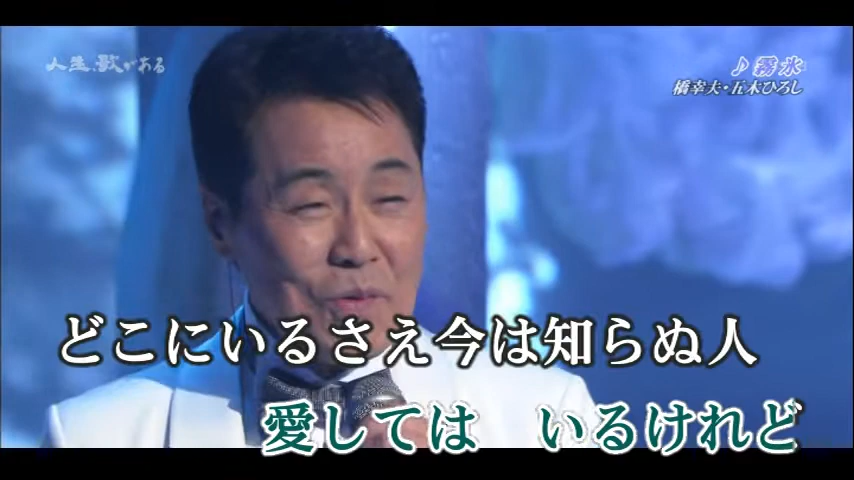 人生、歌がある
♪霧氷
橋幸夫・五木ひろし
どこにいるさえ今は知らぬ人
愛しては いるけれど